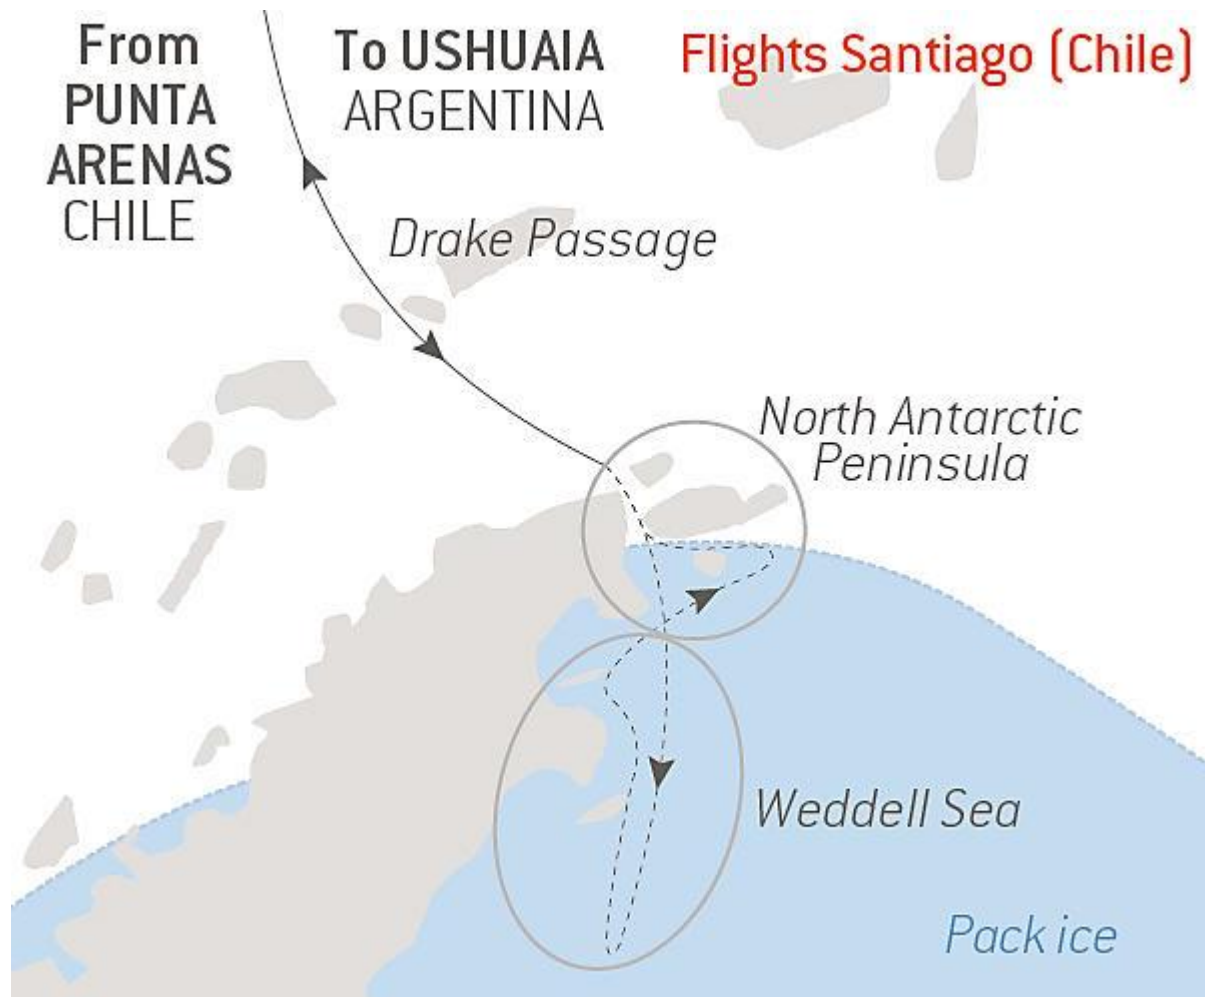 From
PUNTA
ARENAS
CHILE
To USHUAIA
ARGENTINA
Flights Santiago (Chile)
Drake Passage
North Antarctic
Peninsula
Weddell Sea
Pack ice